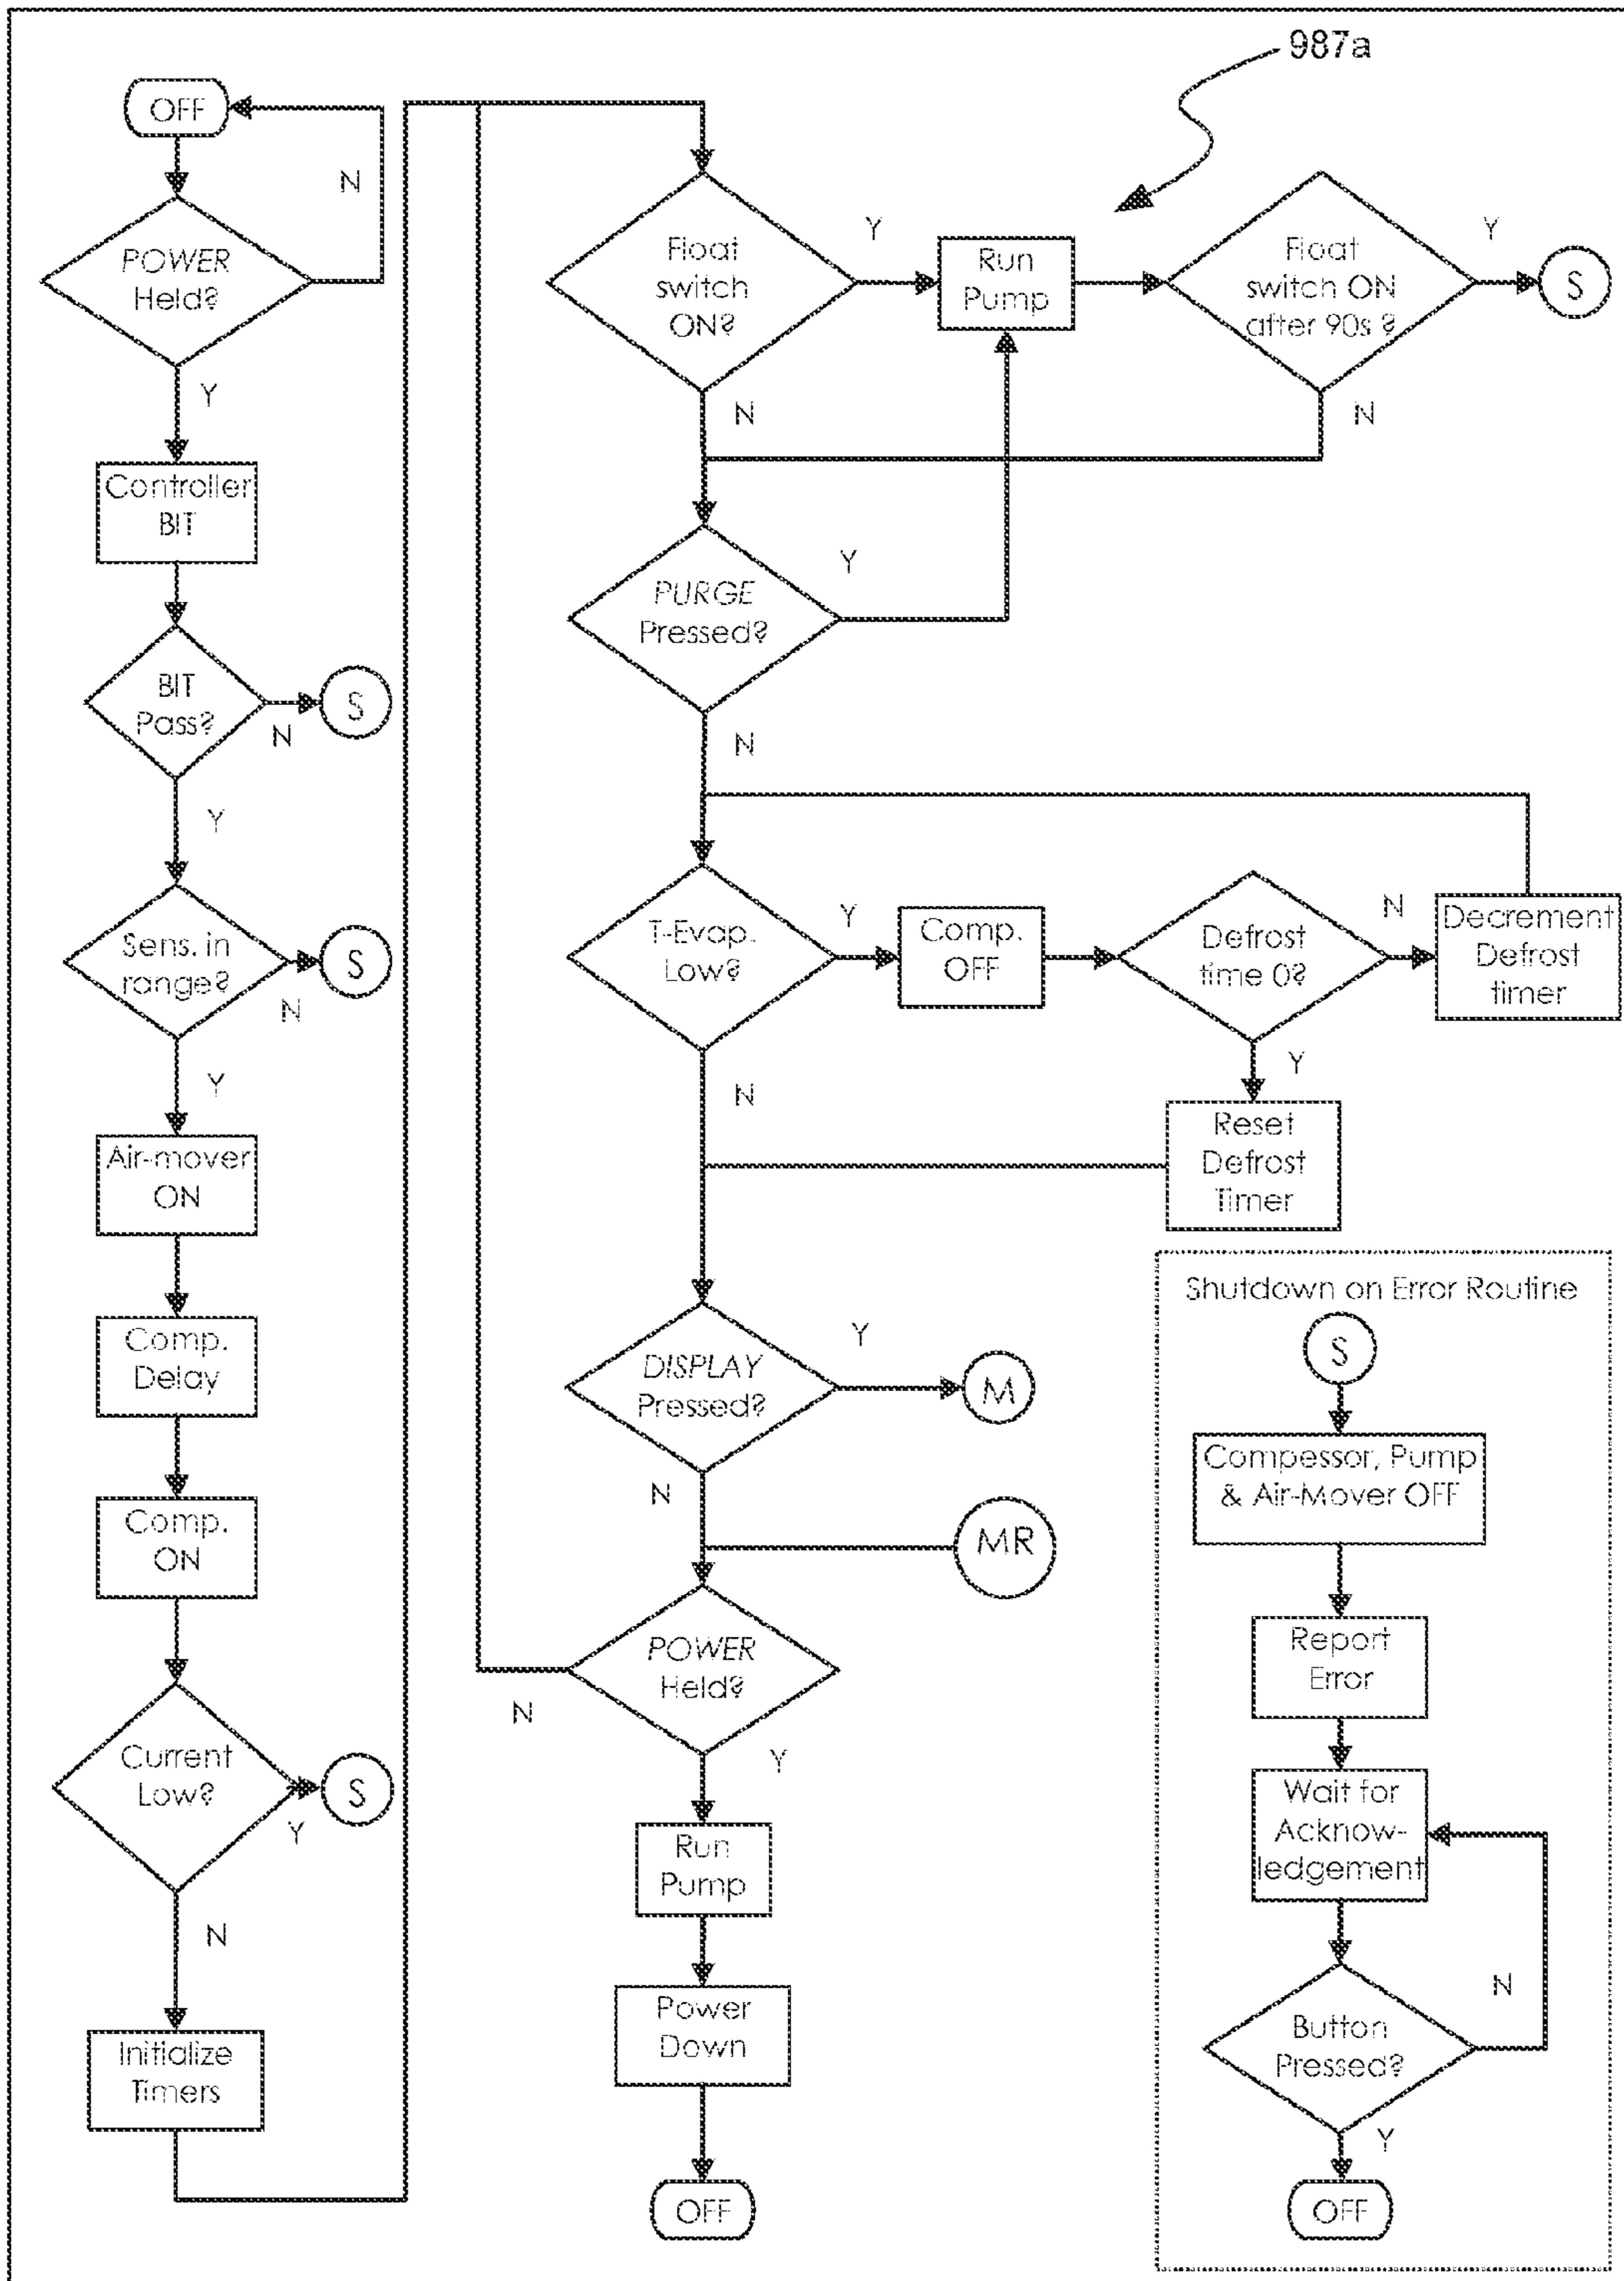 987a
OFF
N
POWER
Held?
Y
Controller
BIT
BIT
Pass?
N
S
Y
Sens. in
range?
N
S
Y
Air-mover
ON
Comp.
Delay
Comp.
ON
Current
Low?
Y
S
N
Initialize
Timers
Float
switch
ON?
Y
N
Run
Pump
Float
switch ON
after 90s ?
Y
S
N
PURGE
Pressed?
Y
N
T-Evap.
Low?
Y
N
Comp.
OFF
Defrost
time 0?
N
Y
Decrement
Defrost
timer
Reset
Defrost
Timer
DISPLAY
Pressed?
Y
M
N
MR
POWER
Held?
N
Y
Run
Pump
Power
Down
OFF
Shutdown on Error Routine
S
Compessor, Pump
& Air-Mover OFF
Report
Error
Wait for
Acknow-
ledgement
Button
Pressed?
N
Y
OFF